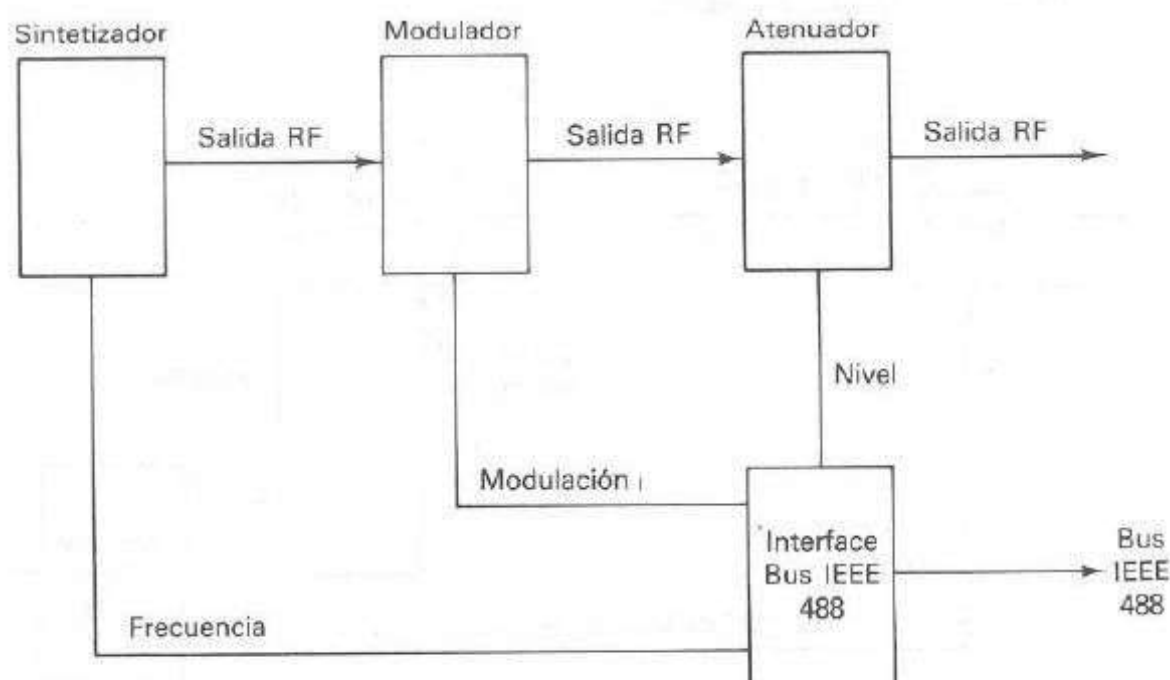 Sintetizador
Modulador
Atenuador
Salida RF
Salida RF
Salida RF
Nivel
Modulación
Interface
Bus IEEE
488
Bus
IEEE
488
Frecuencia